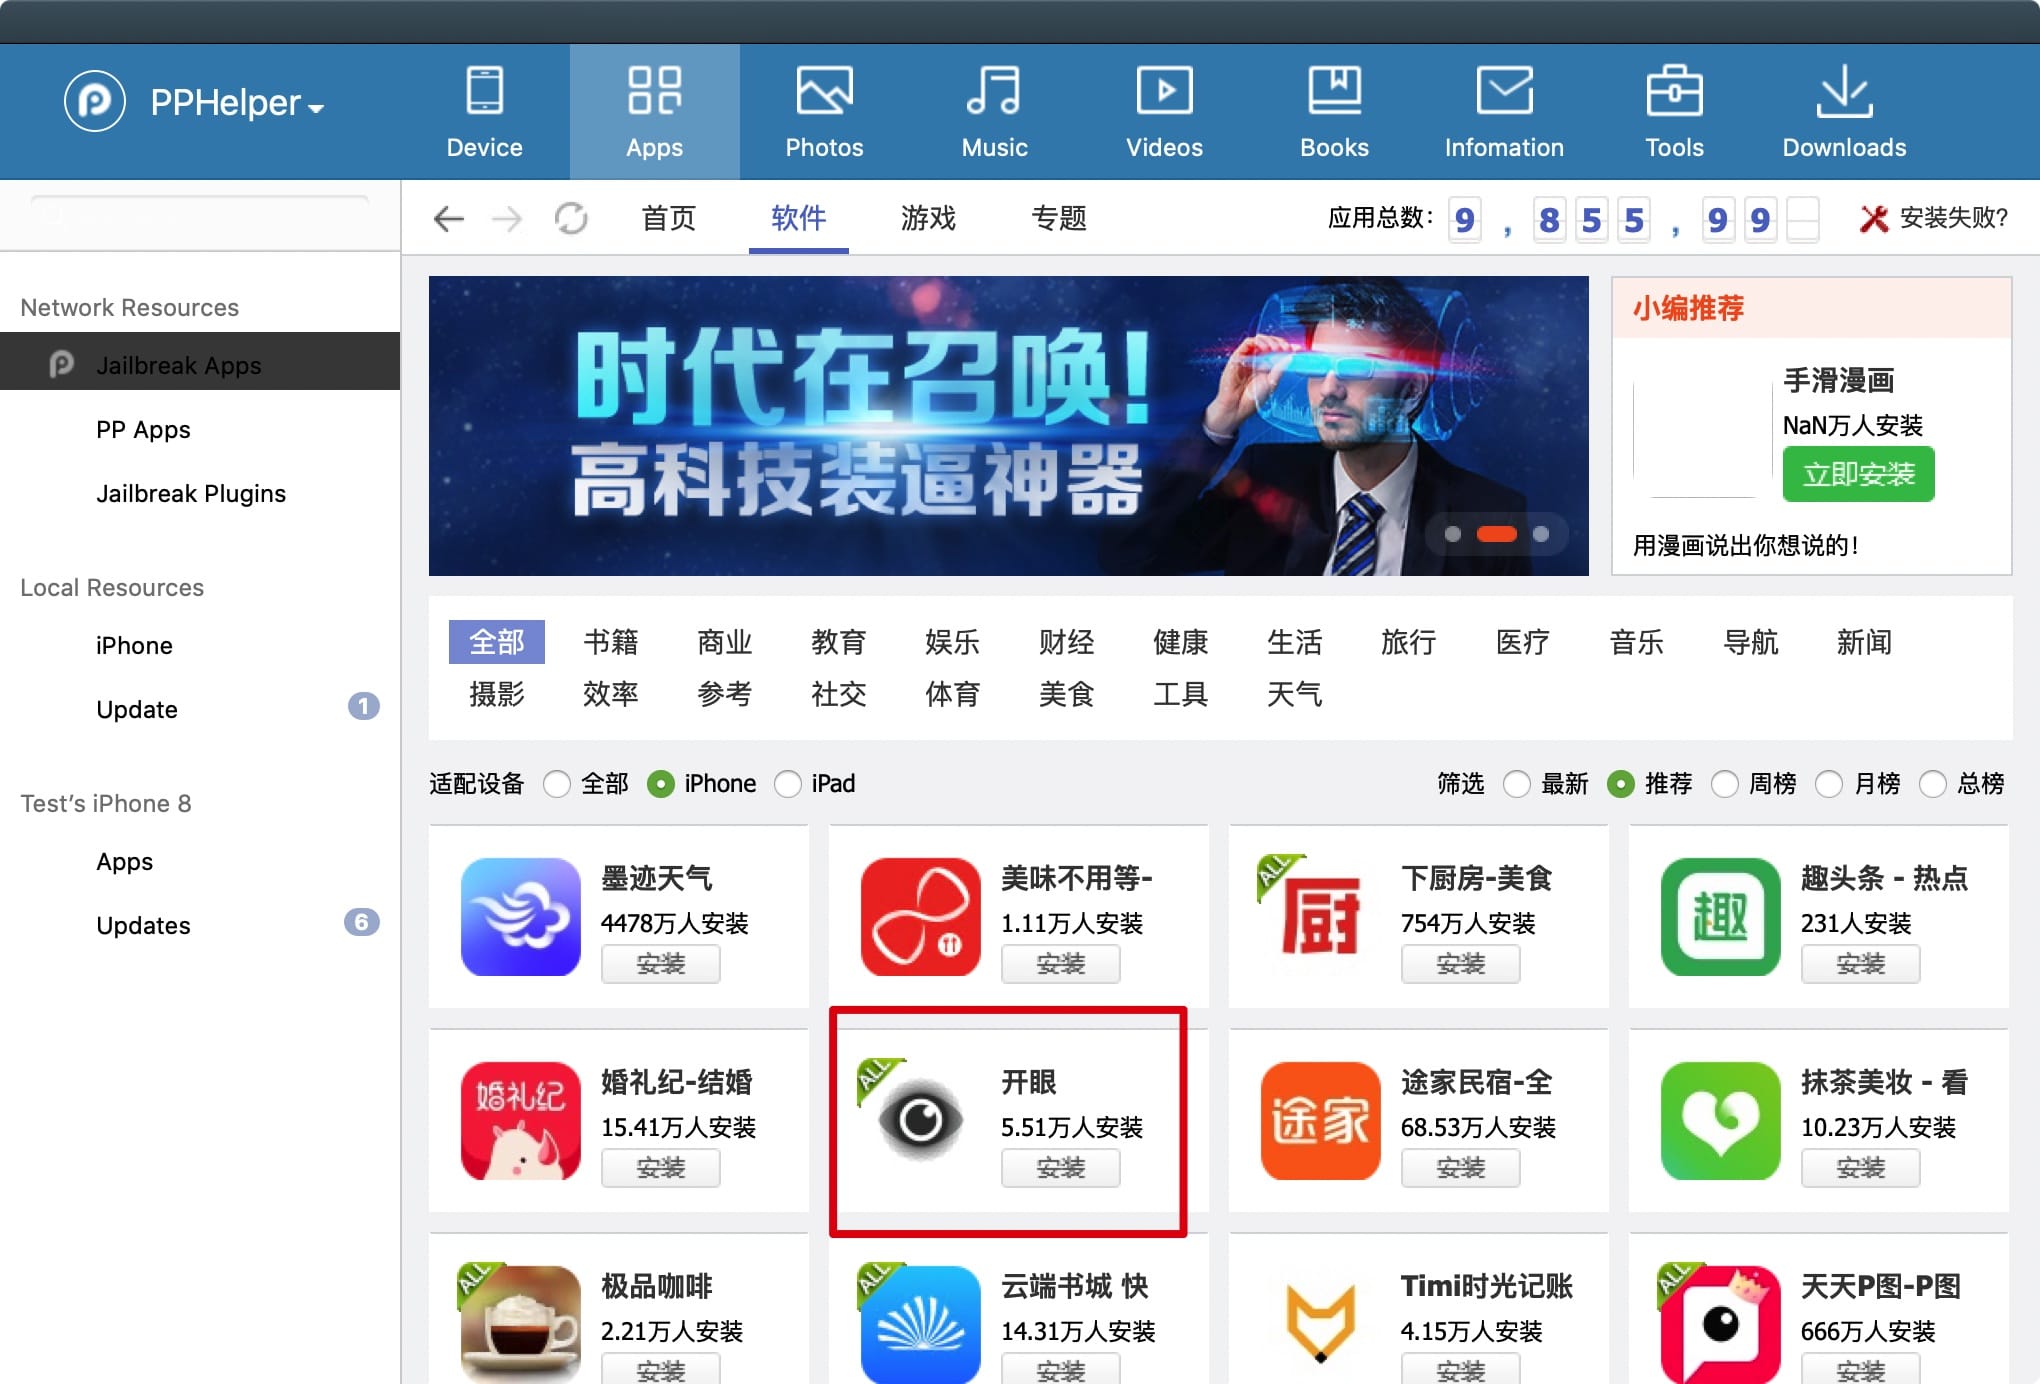 PPHelper
Device
Apps
Photos
Music
Videos
Books
Infomation
Tools
Downloads
首页
软件
游戏
专题
应用总数：
9,855,99
安装失败？
Network Resources
Jailbreak Apps
PP Apps
Jailbreak Plugins
Local Resources
iPhone
Update
1
Test’s iPhone 8
Apps
Updates
6
时代在召唤！
高科技装逼神器
小编推荐
手滑漫画
NaN万人安装
立即安装
用漫画说出你想说的！
全部 书籍 商业 教育 娱乐 财经 健康 生活 旅行 医疗 音乐 导航 新闻
摄影 效率 参考 社交 体育 美食 工具 天气
适配设备 全部 iPhone iPad
筛选 最新 推荐 周榜 月榜 总榜
墨迹天气
4478万人安装
安装
美味不用等-
1.11万人安装
安装
ALL
厨
下厨房-美食
754万人安装
安装
趣
趣头条 - 热点
231人安装
安装
婚礼纪
婚礼纪-结婚
15.41万人安装
安装
ALL
开眼
5.51万人安装
安装
途家
途家民宿-全
68.53万人安装
安装
抹茶美妆 - 看
10.23万人安装
安装
ALL
极品咖啡
2.21万人安装
安装
ALL
云端书城 快
14.31万人安装
安装
Timi时光记账
4.15万人安装
安装
ALL
天天P图-P图
666万人安装
安装